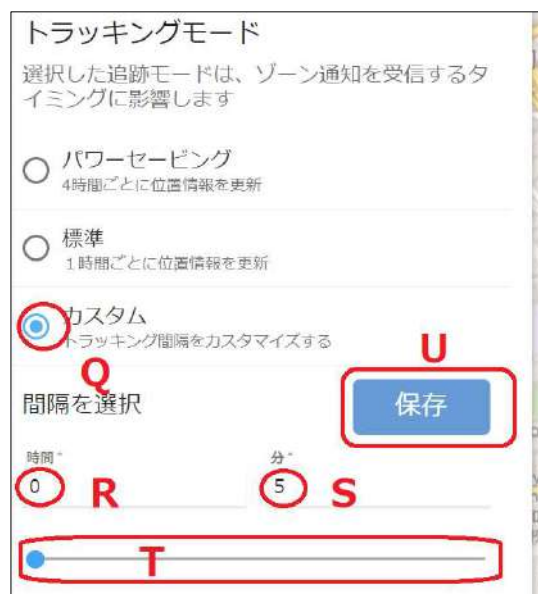 トラッキングモード
選択した追跡モードは、ゾーン通知を受信するタ
イミングに影響します
パワーセービング
4時間ごとに位置情報を更新
標準
1時間ごとに位置情報を更新
カスタム
トラッキング間隔をカスタマイズする
Q
U
間隔を選択
保存
時間*
分*
0
R
5
S
T